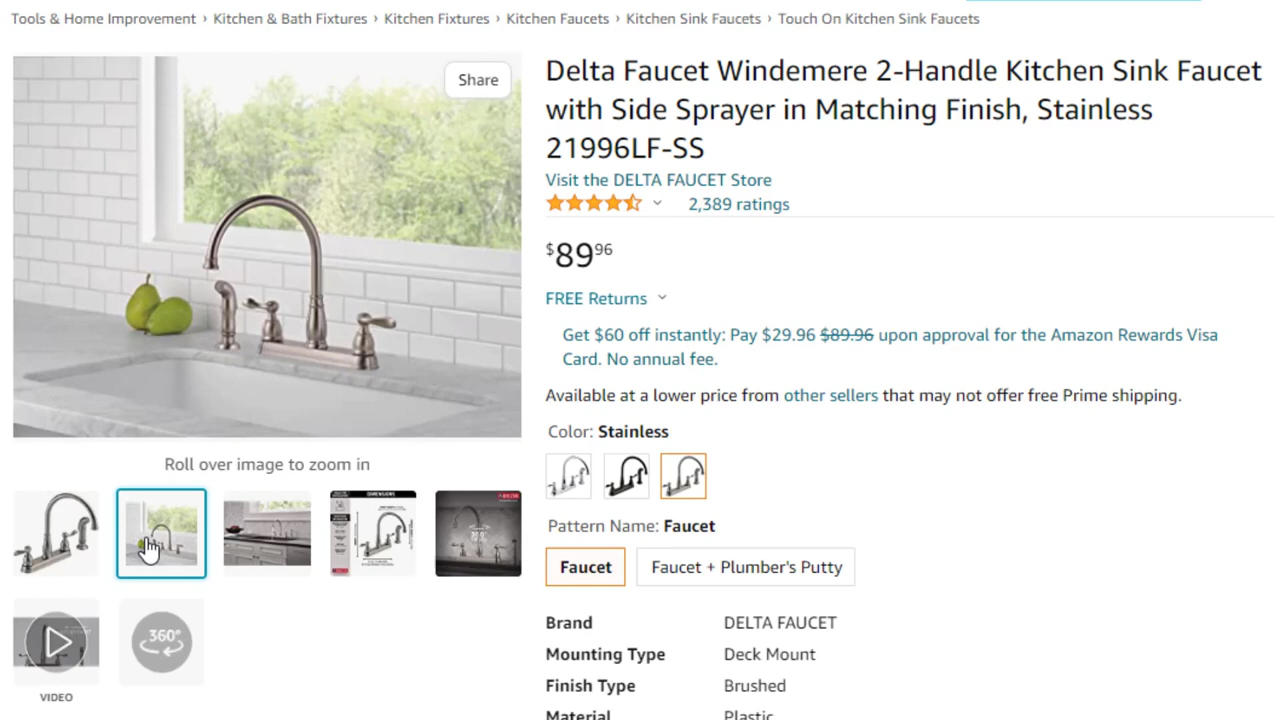 Tools & Home Improvement › Kitchen & Bath Fixtures › Kitchen Fixtures › Kitchen Faucets › Kitchen Sink Faucets › Touch On Kitchen Sink Faucets
Share
Delta Faucet Windemere 2-Handle Kitchen Sink Faucet
with Side Sprayer in Matching Finish, Stainless
21996LF-SS
Visit the DELTA FAUCET Store
2,389 ratings
$89 96
FREE Returns
Get $60 off instantly: Pay $29.96 $89.96 upon approval for the Amazon Rewards Visa
Card. No annual fee.
Available at a lower price from other sellers that may not offer free Prime shipping.
Color: Stainless
Roll over image to zoom in
DIMENSIONS
Pattern Name: Faucet
Faucet
Faucet + Plumber's Putty
Brand DELTA FAUCET
Mounting Type Deck Mount
Finish Type Brushed
Material Plastic
360°
VIDEO